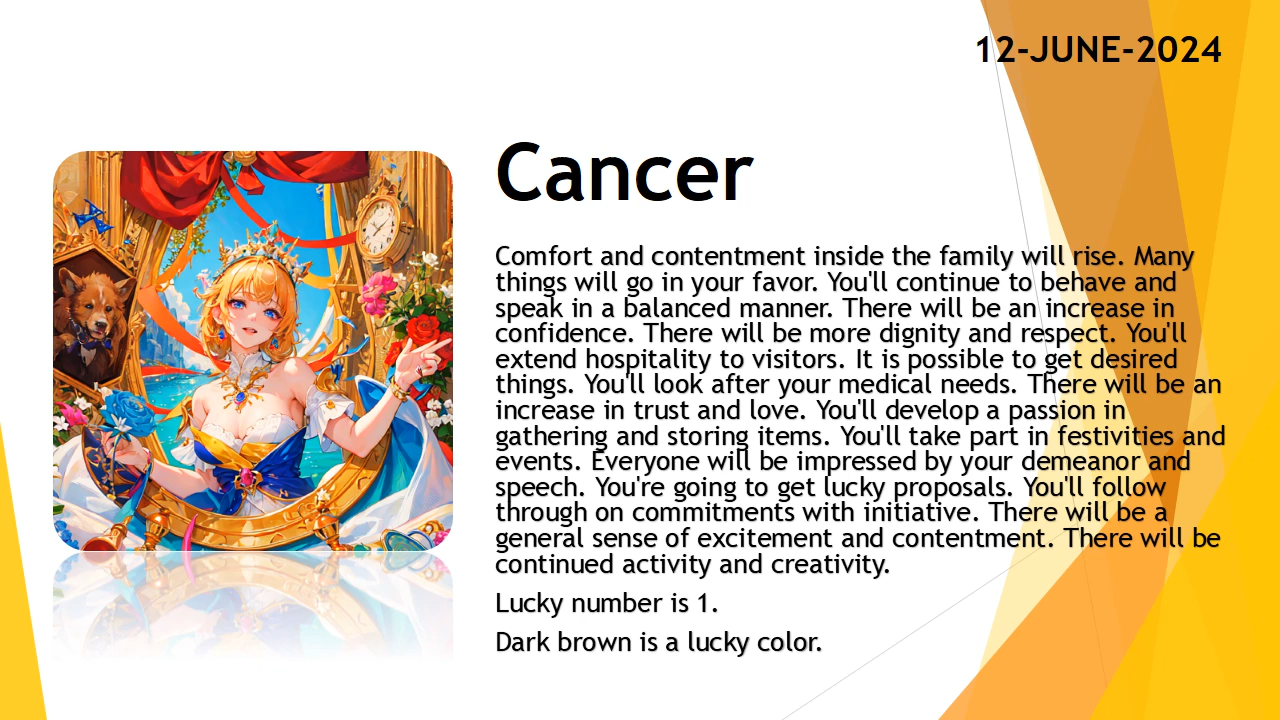 12-JUNE-2024
Cancer
Comfort and contentment inside the family will rise. Many
things will go in your favor. You'll continue to behave and
speak in a balanced manner. There will be an increase in
confidence. There will be more dignity and respect. You'll
extend hospitality to visitors. It is possible to get desired
things. You'll look after your medical needs. There will be an
increase in trust and love. You'll develop a passion in
gathering and storing items. You'll take part in festivities and
events. Everyone will be impressed by your demeanor and
speech. You're going to get lucky proposals. You'll follow
through on commitments with initiative. There will be a
general sense of excitement and contentment. There will be
continued activity and creativity.
Lucky number is 1.
Dark brown is a lucky color.